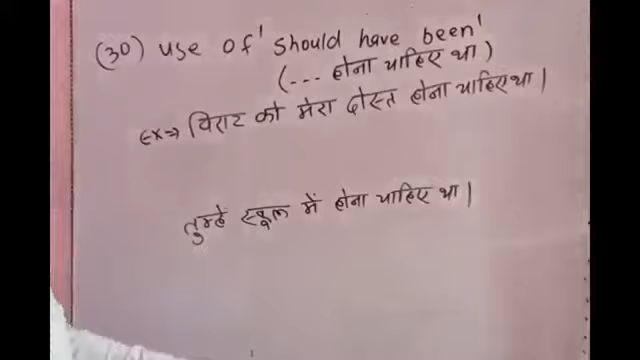 (30) use of 'should have been'
(... होना चाहिए था)
Ex⇒ विराट को मेरा दोस्त होना चाहिए था।
तुम्हें स्कूल में होना चाहिए था।